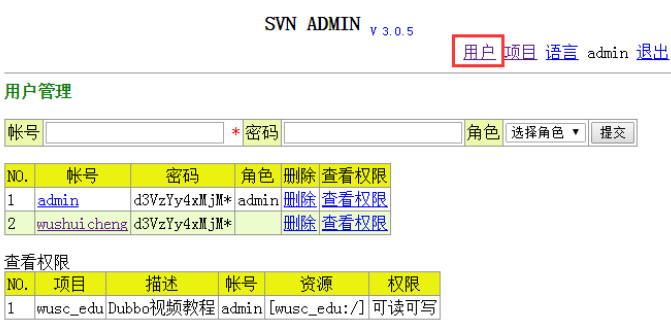 SVN ADMIN V 3.0.5
用户 项目 语言 admin 退出
用户管理
帐号 * 密码 角色 选择角色 提交
NO. 帐号 密码 角色 删除 查看权限
1 admin d3VzYy4xMjM* admin 删除 查看权限
2 wushuicheng d3VzYy4xMjM* 删除 查看权限
查看权限
NO. 项目 描述 帐号 资源 权限
1 wusc_edu Dubbo视频教程 admin [wusc_edu:/] 可读可写